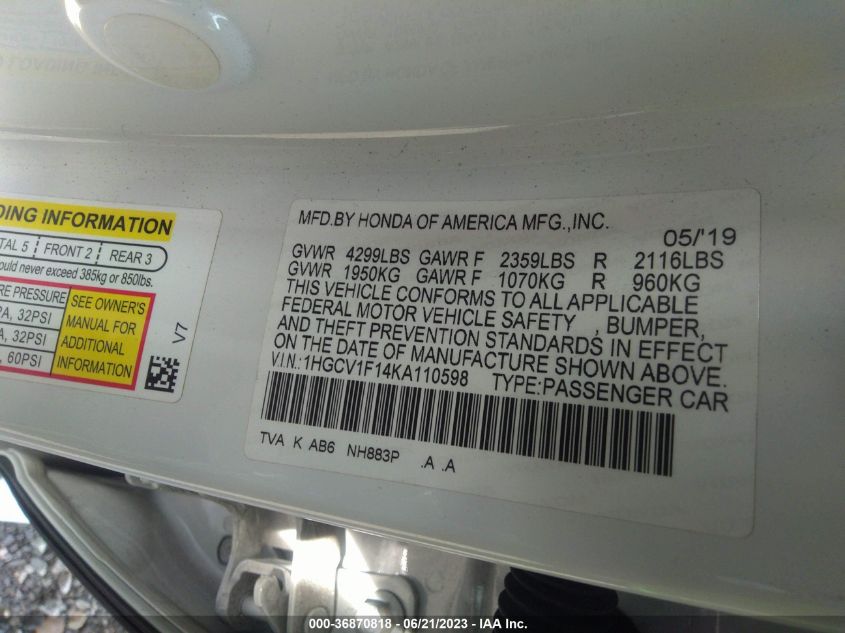 DING INFORMATION
TAL 5 FRONT 2 REAR 3
ould never exceed 385kg or 850lbs.
RE PRESSURE
PA, 32PSI
A, 32PSI
, 60PSI
SEE OWNER'S
MANUAL FOR
ADDITIONAL
INFORMATION
V7
MFD.BY HONDA OF AMERICA MFG.,INC.
05/'19
GVWR 4299LBS GAWR F 2359LBS R 2116LBS
GVWR 1950KG GAWR F 1070KG R 960KG
THIS VEHICLE CONFORMS TO ALL APPLICABLE
FEDERAL MOTOR VEHICLE SAFETY , BUMPER,
AND THEFT PREVENTION STANDARDS IN EFFECT
ON THE DATE OF MANUFACTURE SHOWN ABOVE.
V.I.N.:1HGCV1F14KA110598 TYPE:PASSENGER CAR
TVA K AB6 NH883P .A .A
000-36870818 - 06/21/2023 - IAA Inc.